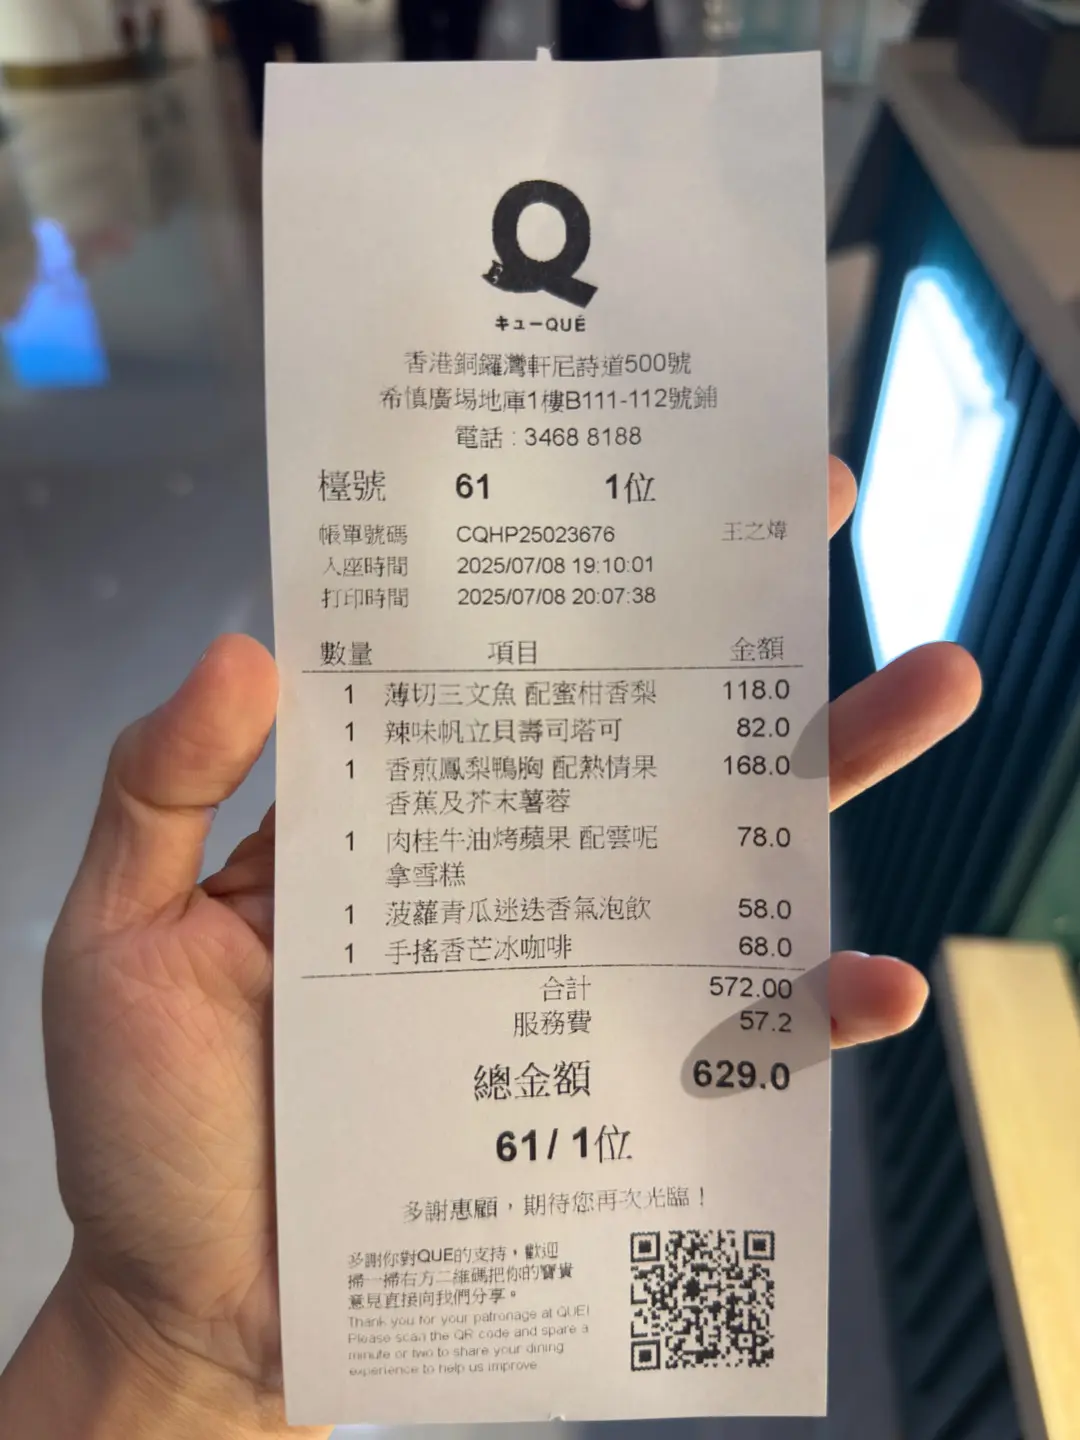 Q
キューQUÉ
香港銅鑼灣軒尼詩道500號
希慎廣場地庫1樓B111-112號鋪
電話 : 3468 8188
檯號 61 1位
帳單號碼 CQHP25023676 王之煒
入座時間 2025/07/08 19:10:01
打印時間 2025/07/08 20:07:38
數量 項目 金額
1 薄切三文魚 配蜜柑香梨 118.0
1 辣味帆立貝壽司塔可 82.0
1 香煎鳳梨鴨胸 配熱情果 168.0
香蕉及芥末薯蓉
1 肉桂牛油烤蘋果 配雲呢 78.0
拿雪糕
1 菠蘿青瓜迷迭香氣泡飲 58.0
1 手搖香芒冰咖啡 68.0
合計 572.00
服務費 57.2
總金額 629.0
61/ 1位
多謝惠顧，期待您再次光臨！
多謝你對QUE的支持，歡迎
掃一掃右方二維碼把你的寶貴
意見直接向我們分享。
Thank you for your patronage at QUE!
Please scan the QR code and spare a
minute or two to share your dining
experience to help us improve